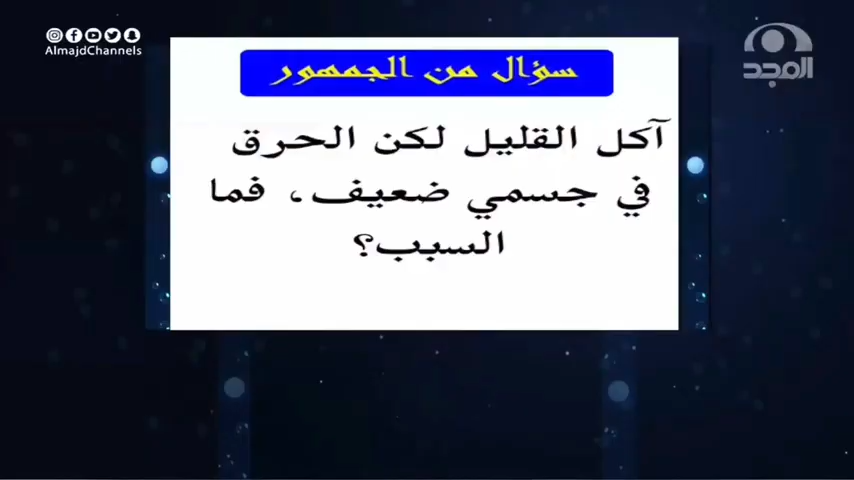 AlmajdChannels
المجد
سؤال من الجمهور
آكل القليل لكن الحرق
في جسمي ضعيف، فما
السبب؟